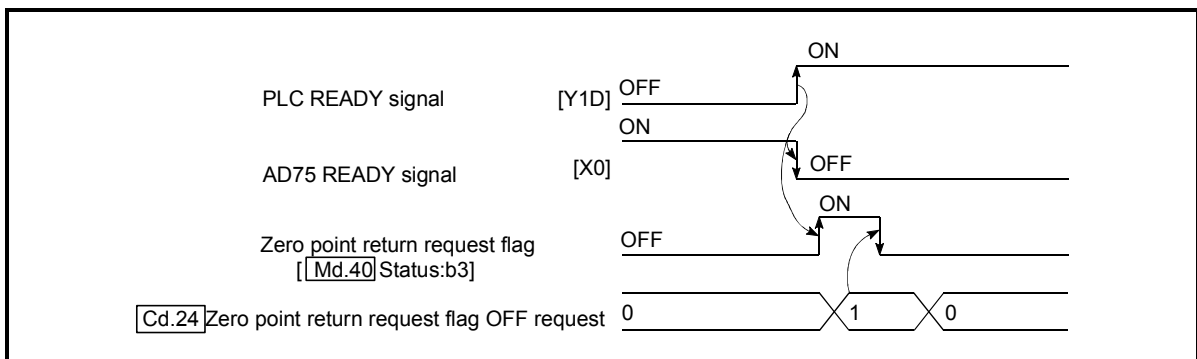 ON
PLC READY signal [Y1D] OFF
ON
AD75 READY signal [X0] OFF
ON
Zero point return request flag OFF
[ Md.40 Status:b3]
Cd.24 Zero point return request flag OFF request 0 1 0